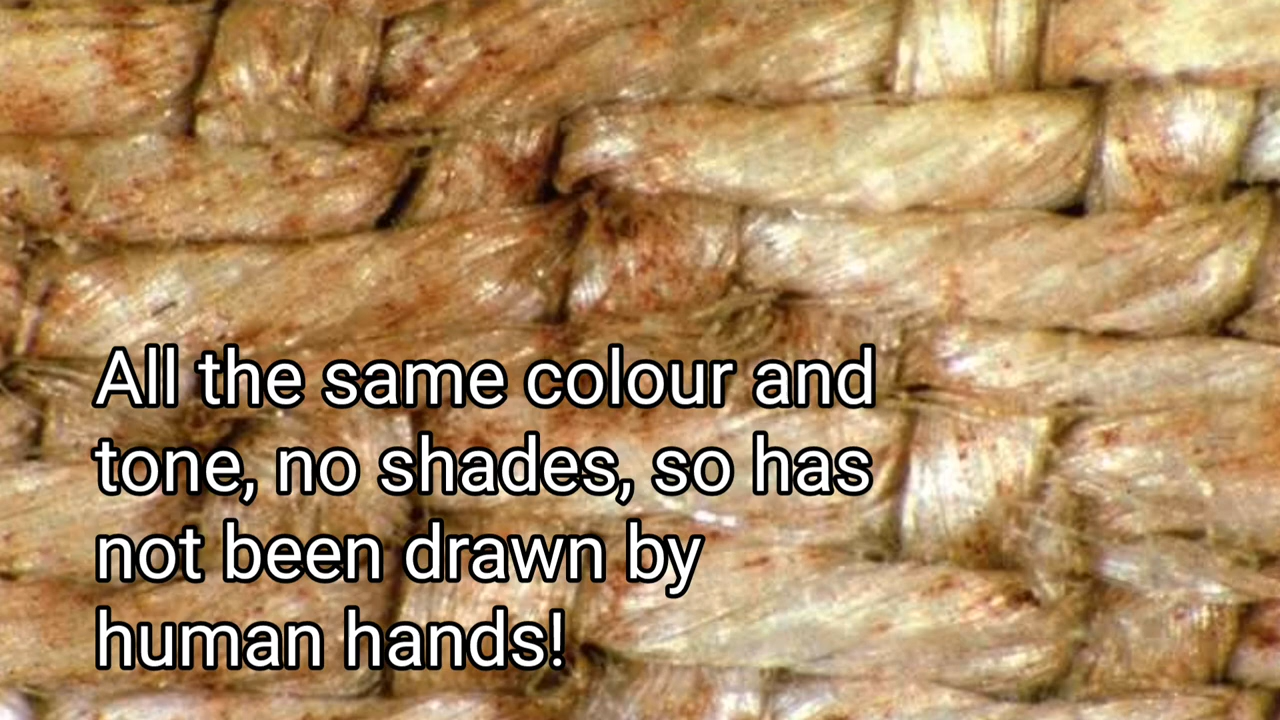 All the same colour and
tone, no shades, so has
not been drawn by
human hands!